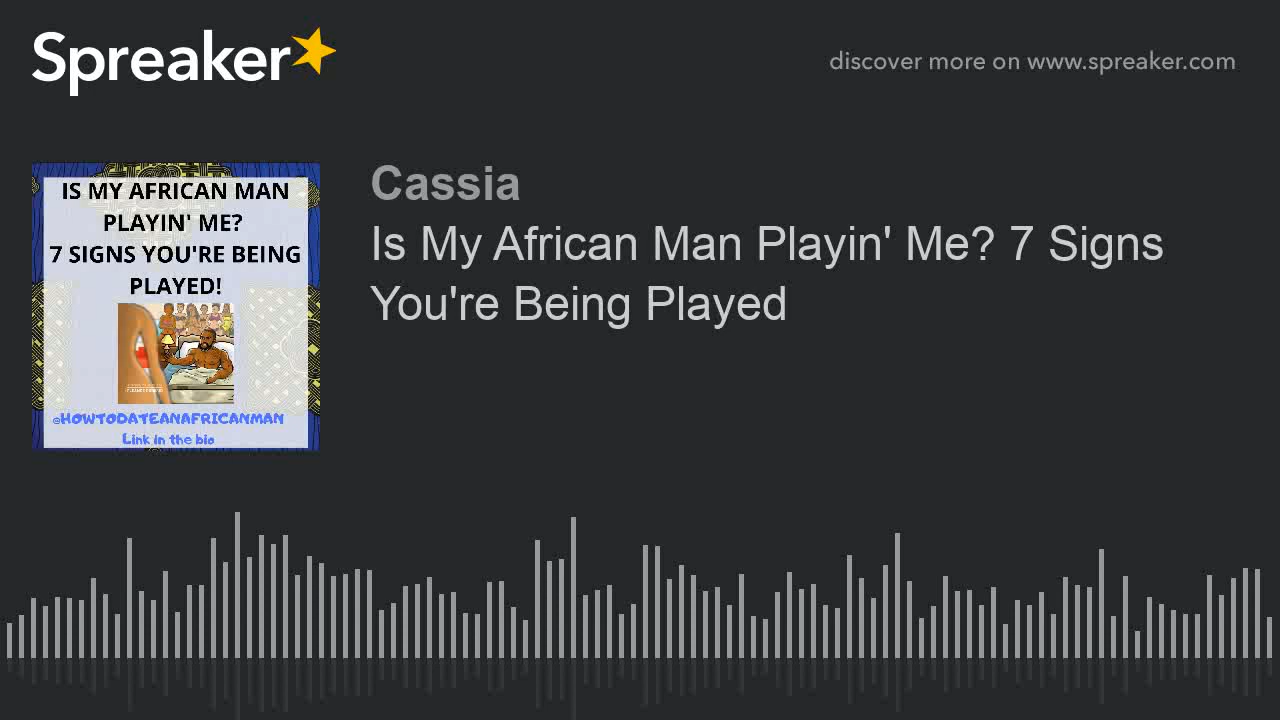 Spreaker
discover more on www.spreaker.com
IS MY AFRICAN MAN
PLAYIN' ME?
7 SIGNS YOU'RE BEING
PLAYED!
@HOWTODATEANAFRICANMAN
Link in the bio
Cassia
Is My African Man Playin' Me? 7 Signs
You're Being Played